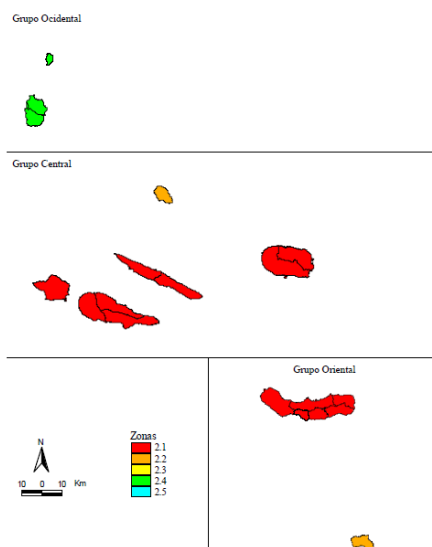 Grupo Ocidental
Grupo Central
Grupo Oriental
N
10 0 10 Km
Zonas
2.1
2.2
2.3
2.4
2.5